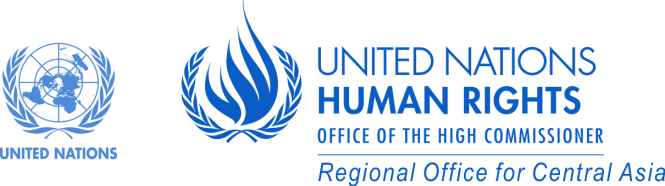 UNITED NATIONS
UNITED NATIONS
HUMAN RIGHTS
OFFICE OF THE HIGH COMMISSIONER
Regional Office for Central Asia